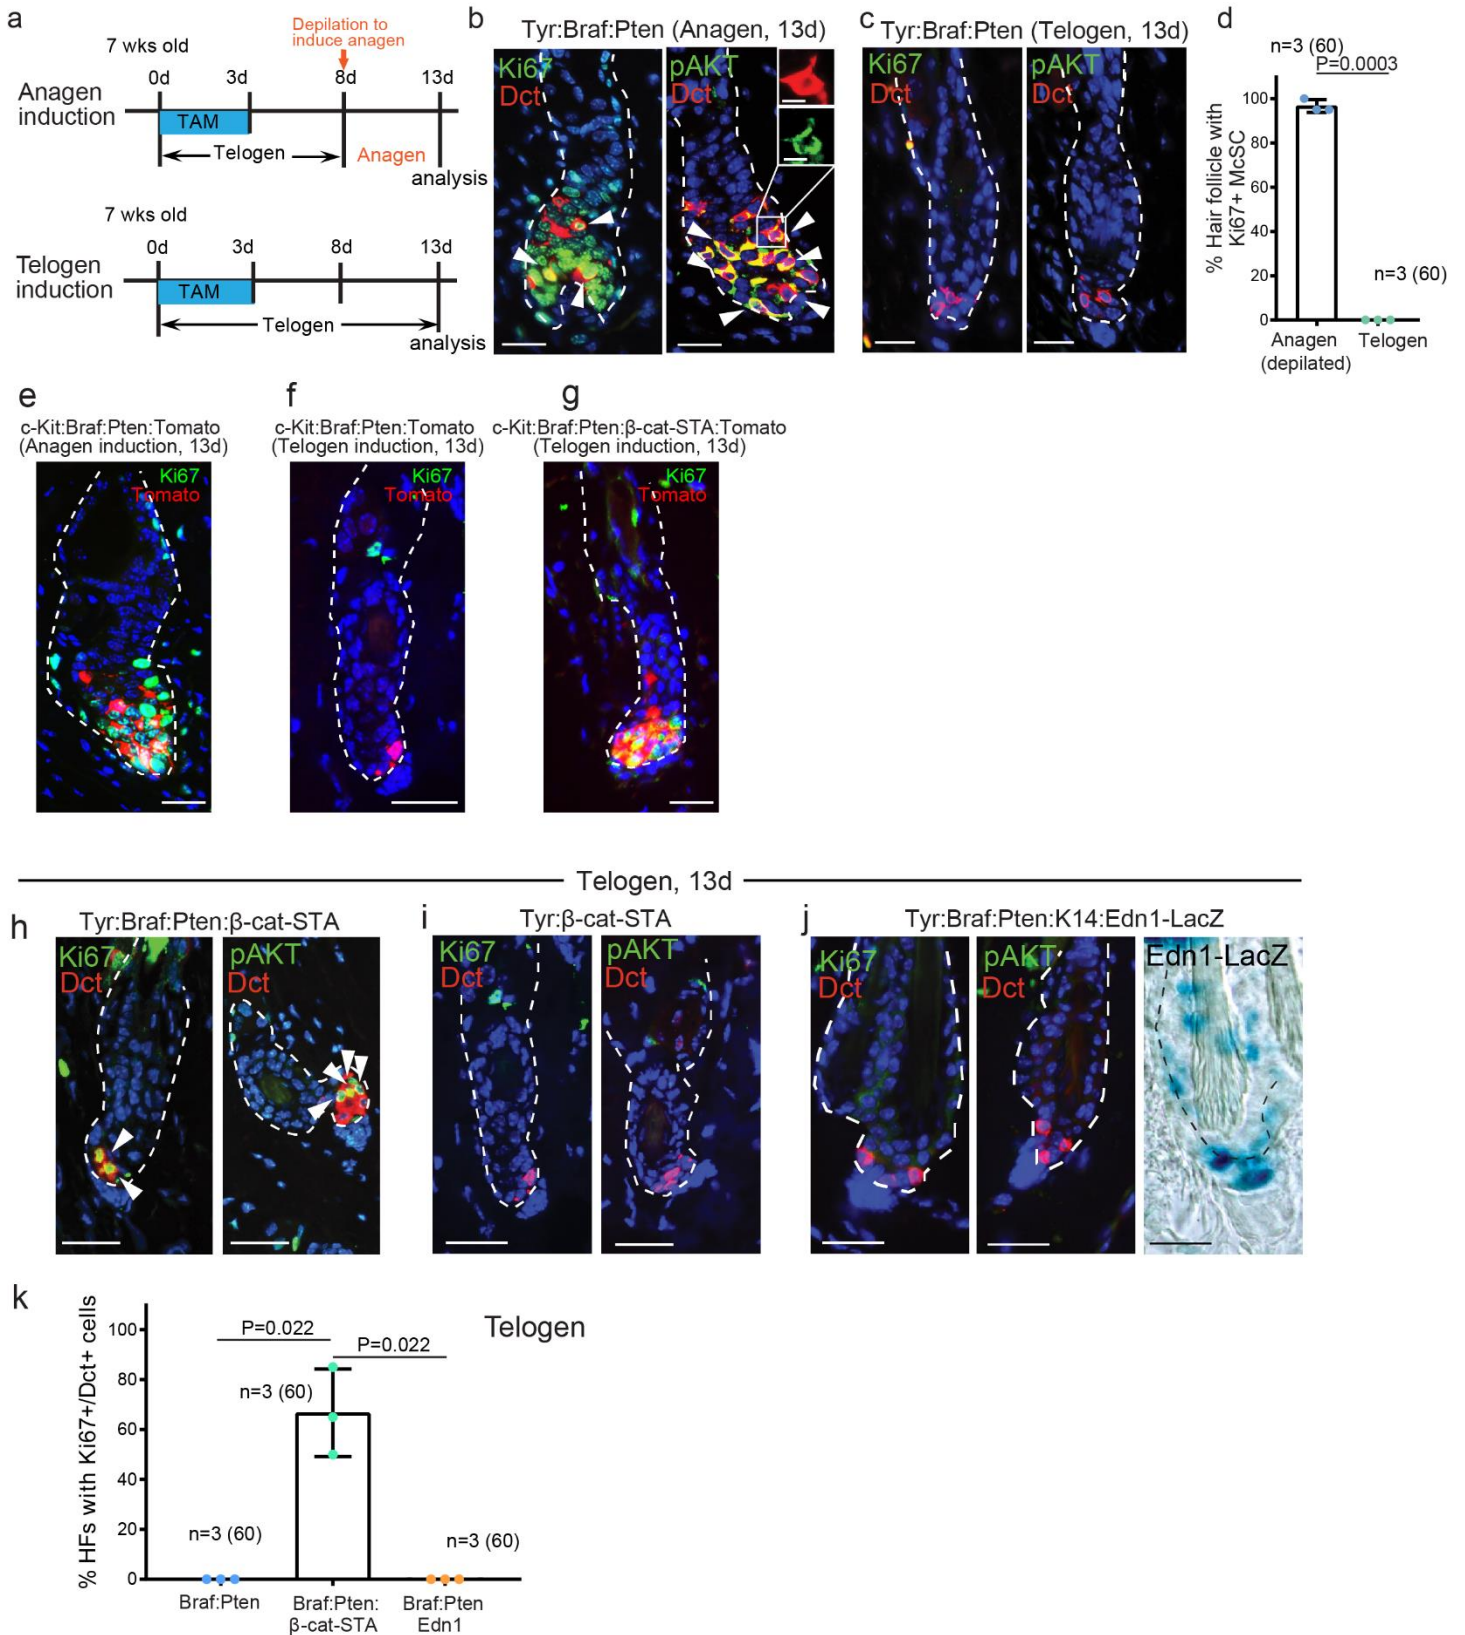 a
7 wks old
Depilation to
induce anagen
0d 3d 8d 13d
Anagen
induction
TAM
Telogen
Anagen
analysis
7 wks old
0d 3d 8d 13d
Telogen
induction
TAM
Telogen
analysis
b
Tyr:Braf:Pten (Anagen, 13d)
Ki67
Dct
pAKT
Dct
c
Tyr:Braf:Pten (Telogen, 13d)
Ki67
Dct
pAKT
Dct
d
n=3 (60)
P=0.0003
% Hair follicle with
Ki67+ McSC
100
80
60
40
20
0
n=3 (60)
Anagen
(depilated)
Telogen
e
c-Kit:Braf:Pten:Tomato
(Anagen induction, 13d)
Ki67
Tomato
f
c-Kit:Braf:Pten:Tomato
(Telogen induction, 13d)
Ki67
Tomato
g
c-Kit:Braf:Pten:β-cat-STA:Tomato
(Telogen induction, 13d)
Ki67
Tomato
Telogen, 13d
h
Tyr:Braf:Pten:β-cat-STA
Ki67
Dct
pAKT
Dct
i
Tyr:β-cat-STA
Ki67
Dct
pAKT
Dct
j
Tyr:Braf:Pten:K14:Edn1-LacZ
Ki67
Dct
pAKT
Dct
Edn1-LacZ
k
% HFs with Ki67+/Dct+ cells
Telogen
100
80
60
40
20
0
P=0.022
P=0.022
n=3 (60)
n=3 (60)
n=3 (60)
Braf:Pten
Braf:Pten:
β-cat-STA
Braf:Pten
Edn1